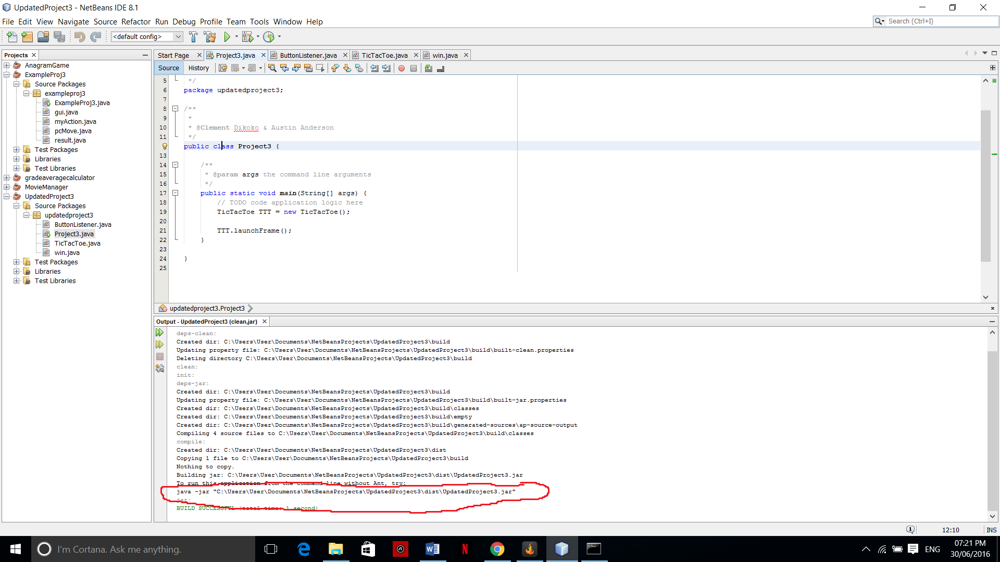 UpdatedProject3 - NetBeans IDE 8.1
File Edit View Navigate Source Refactor Run Debug Profile Team Tools Window Help
Search (Ctrl+I)
<default config>
Projects
AnagramGame
ExampleProj3
Source Packages
exampleproj3
ExampleProj3.java
gui.java
myAction.java
pcMove.java
result.java
Test Packages
Libraries
Test Libraries
gradeaveragecalculator
MovieManager
UpdatedProject3
Source Packages
updatedproject3
ButtonListener.java
Project3.java
TicTacToe.java
win.java
Test Packages
Libraries
Test Libraries
Start Page Project3.java ButtonListener.java TicTacToe.java win.java
Source History
5 */
6 package updatedproject3;
7
8 /**
9 *
10 * @Clement Dikoko & Austin Anderson
11 */
public class Project3 {
13
14 /**
15 * @param args the command line arguments
16 */
17 public static void main(String[] args) {
18 // TODO code application logic here
19 TicTacToe TTT = new TicTacToe();
20
21 TTT.launchFrame();
22 }
23
24 }
25
updatedproject3.Project3
Output - UpdatedProject3 (clean,jar)
deps-clean:
Created dir: C:\Users\User\Documents\NetBeansProjects\UpdatedProject3\build
Updating property file: C:\Users\User\Documents\NetBeansProjects\UpdatedProject3\build\built-clean.properties
Deleting directory C:\Users\User\Documents\NetBeansProjects\UpdatedProject3\build
clean:
init:
deps-jar:
Created dir: C:\Users\User\Documents\NetBeansProjects\UpdatedProject3\build
Updating property file: C:\Users\User\Documents\NetBeansProjects\UpdatedProject3\build\built-jar.properties
Created dir: C:\Users\User\Documents\NetBeansProjects\UpdatedProject3\build\classes
Created dir: C:\Users\User\Documents\NetBeansProjects\UpdatedProject3\build\empty
Created dir: C:\Users\User\Documents\NetBeansProjects\UpdatedProject3\build\generated-sources\ap-source-output
Compiling 4 source files to C:\Users\User\Documents\NetBeansProjects\UpdatedProject3\build\classes
compile:
Created dir: C:\Users\User\Documents\NetBeansProjects\UpdatedProject3\dist
Copying 1 file to C:\Users\User\Documents\NetBeansProjects\UpdatedProject3\build
Nothing to copy.
Building jar: C:\Users\User\Documents\NetBeansProjects\UpdatedProject3\dist\UpdatedProject3.jar
To run this application from the command line without Ant, try:
java -jar "C:\Users\User\Documents\NetBeansProjects\UpdatedProject3\dist\UpdatedProject3.jar"
jar:
BUILD SUCCESSFUL (total time: 1 second)
1 12:10 INS
I'm Cortana. Ask me anything.
ENG
07:21 PM
30/06/2016